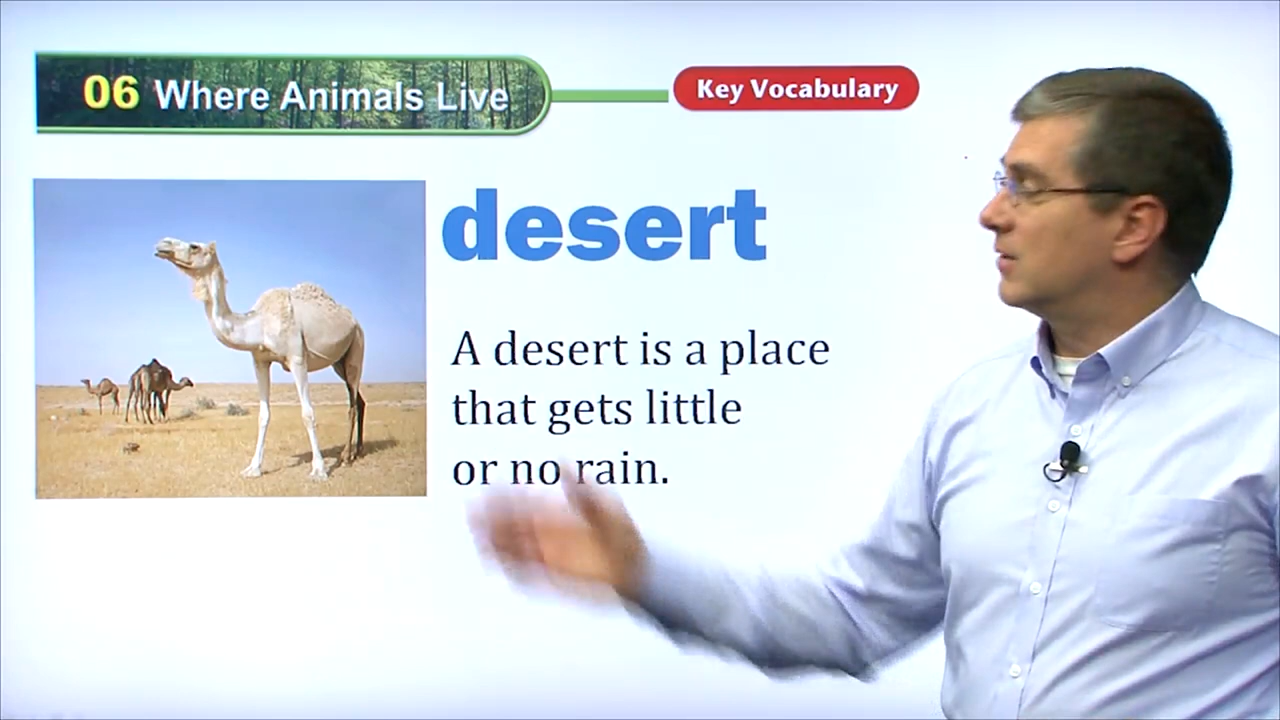 06 Where Animals Live
Key Vocabulary
desert
A desert is a place
that gets little
or no rain.